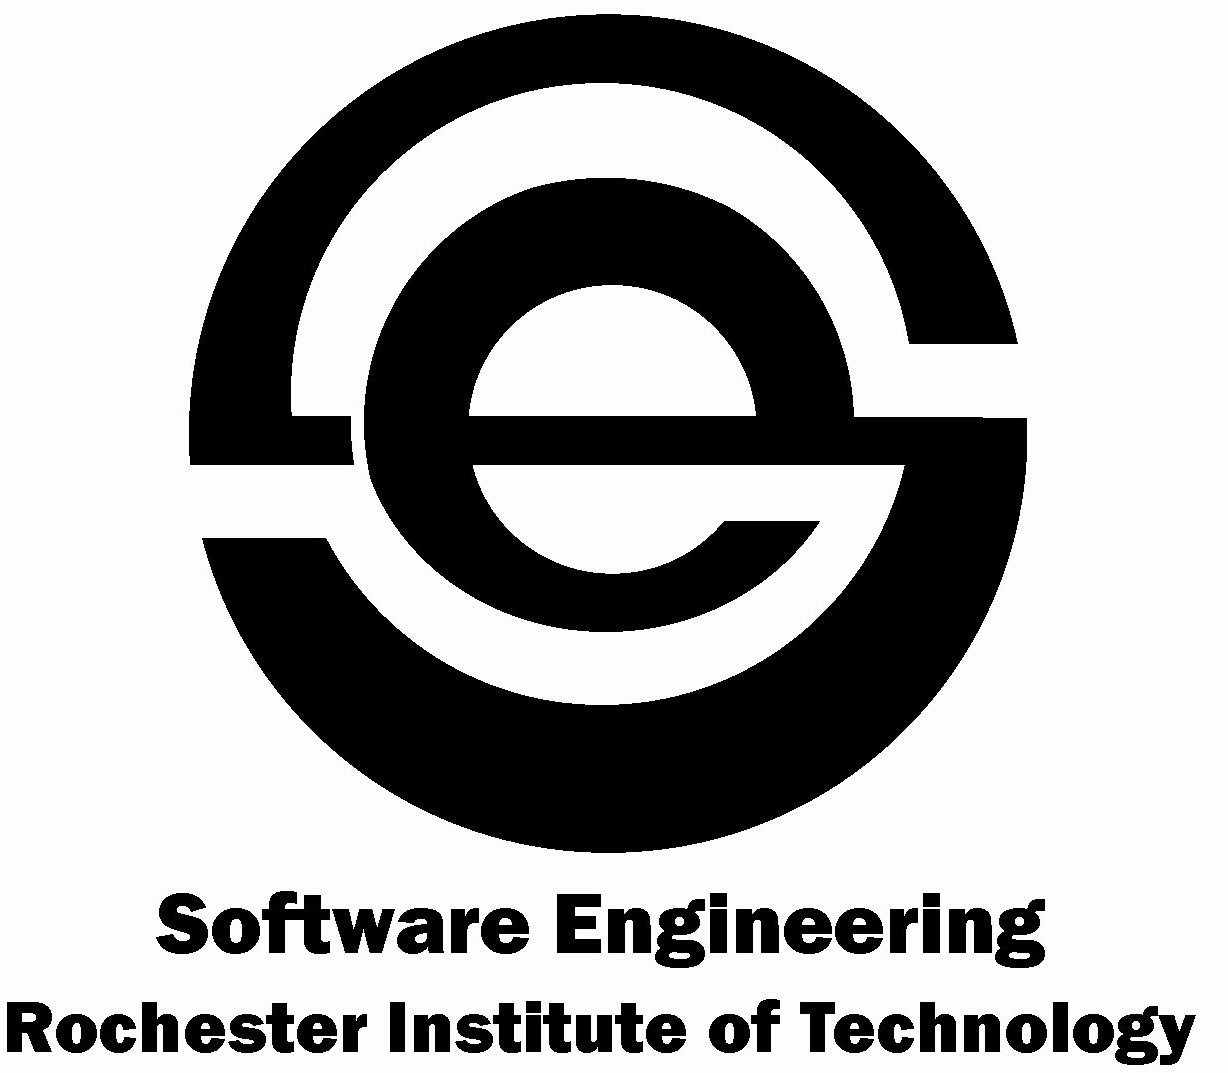 Software Engineering
Rochester Institute of Technology